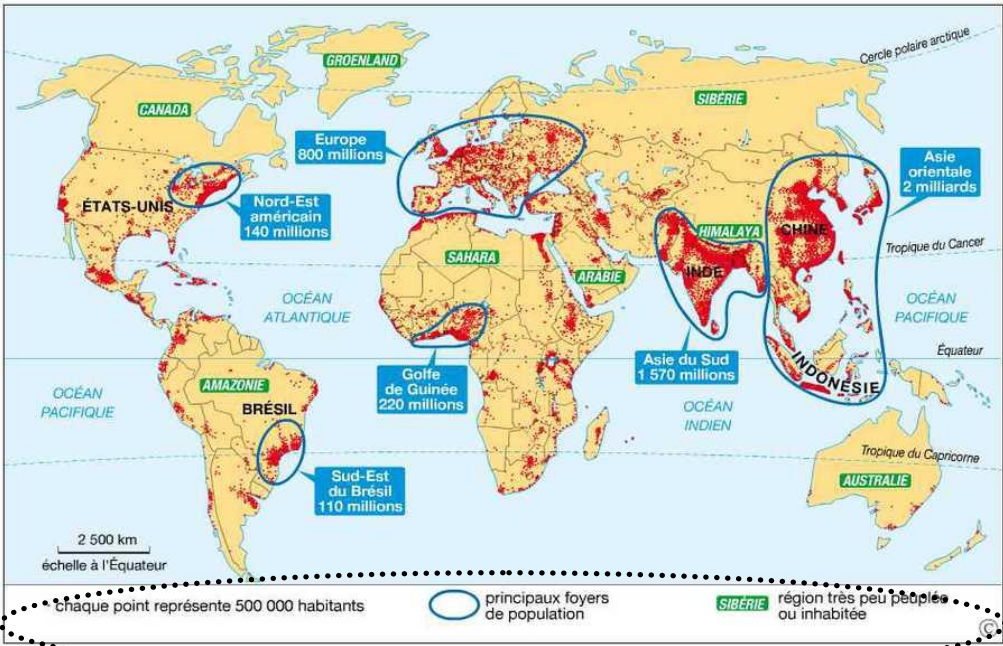 Cercle polaire arctique
GROENLAND
CANADA
SIBÉRIE
Europe
800 millions
Asie
orientale
2 milliards
ÉTATS-UNIS
Nord-Est
américain
140 millions
HIMALAYA
CHINE
Tropique du Cancer
SAHARA
INDE
ARABIE
OCÉAN
ATLANTIQUE
OCÉAN
PACIFIQUE
Équateur
Asie du Sud
1 570 millions
Golfe
de Guinée
220 millions
INDONÉSIE
AMAZONIE
OCÉAN
PACIFIQUE
BRÉSIL
OCÉAN
INDIEN
Tropique du Capricorne
Sud-Est
du Brésil
110 millions
AUSTRALIE
2 500 km
échelle à l'Équateur
chaque point représente 500 000 habitants
principaux foyers
de population
SIBÉRIE
région très peu peuplée
ou inhabitée
©